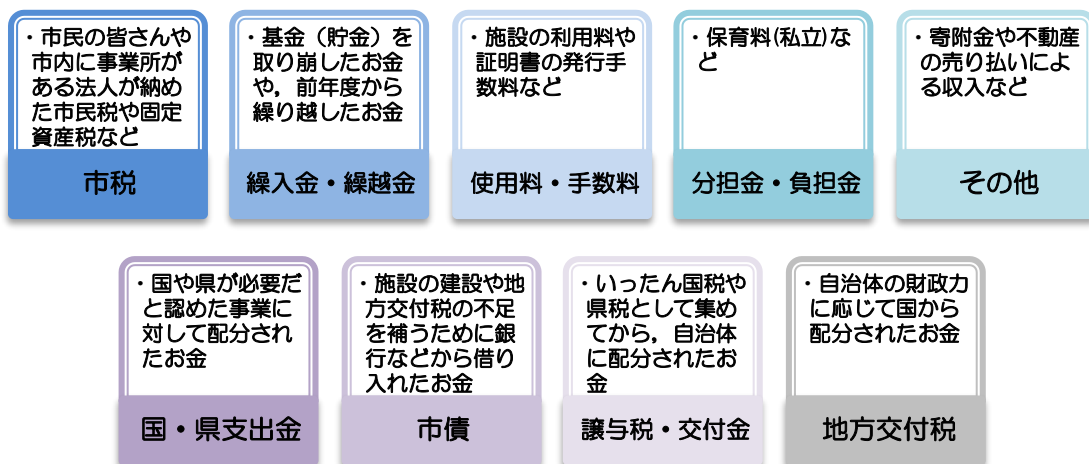 ・市民の皆さんや
市内に事業所が
ある法人が納め
た市民税や固定
資産税など
市税
・基金（貯金）を
取り崩したお金
や，前年度から
繰り越したお金
繰入金・繰越金
・施設の利用料や
証明書の発行手
数料など
使用料・手数料
・保育料(私立)な
ど
分担金・負担金
・寄附金や不動産
の売り払いによ
る収入など
その他
・国や県が必要だ
と認めた事業に
対して配分され
たお金
国・県支出金
・施設の建設や地
方交付税の不足
を補うために銀
行などから借り
入れたお金
市債
・いったん国税や
県税として集め
てから，自治体
に配分されたお
金
譲与税・交付金
・自治体の財政力
に応じて国から
配分されたお金
地方交付税